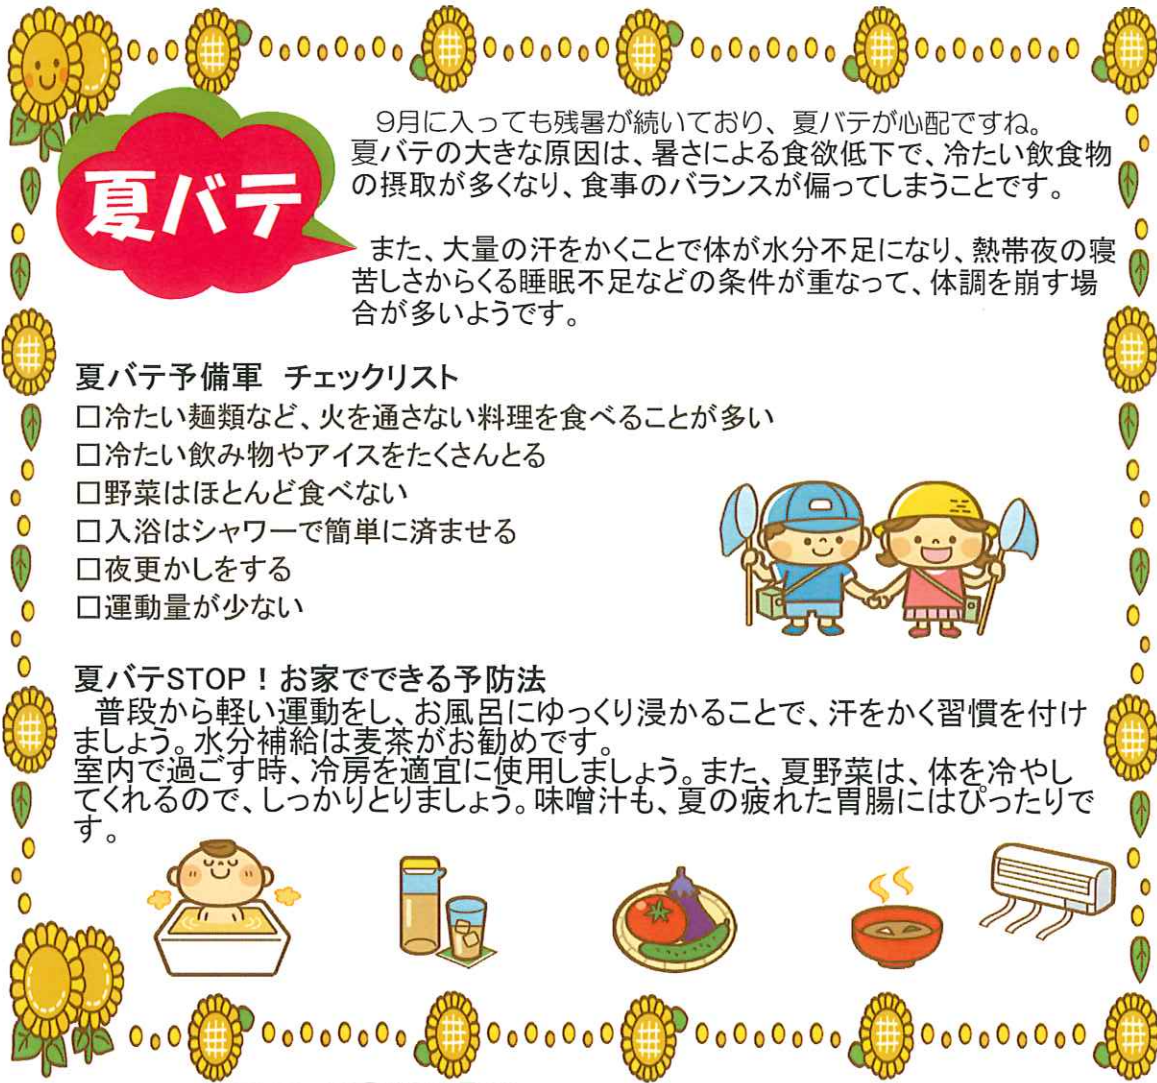 夏バテ
9月に入っても残暑が続いており、夏バテが心配ですね。
夏バテの大きな原因は、暑さによる食欲低下で、冷たい飲食物
の摂取が多くなり、食事のバランスが偏ってしまうことです。
また、大量の汗をかくことで体が水分不足になり、熱帯夜の寝
苦しさからくる睡眠不足などの条件が重なって、体調を崩す場
合が多いようです。
夏バテ予備軍 チェックリスト
□冷たい麺類など、火を通さない料理を食べることが多い
□冷たい飲み物やアイスをたくさんとる
□野菜はほとんど食べない
□入浴はシャワーで簡単に済ませる
□夜更かしをする
□運動量が少ない
夏バテSTOP!お家でできる予防法
普段から軽い運動をし、お風呂にゆっくり浸かることで、汗をかく習慣を付け
ましょう。水分補給は麦茶がお勧めです。
室内で過ごす時、冷房を適宜に使用しましょう。また、夏野菜は、体を冷やし
てくれるので、しっかりとりましょう。味噌汁も、夏の疲れた胃腸にはぴったりで
す。